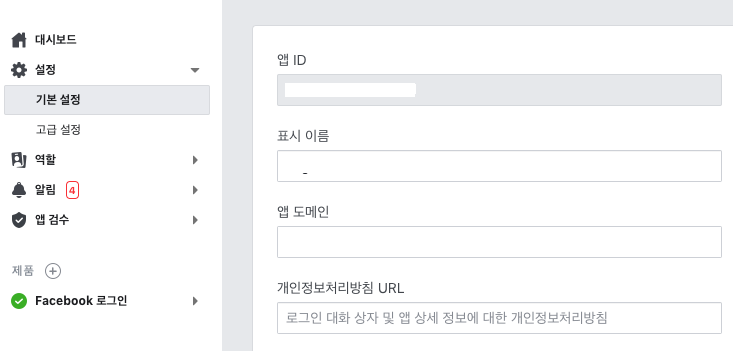 대시보드
설정
기본 설정
고급 설정
역할
알림 4
앱 검수
제품
Facebook 로그인
앱 ID
표시 이름
-
앱 도메인
개인정보처리방침 URL
로그인 대화 상자 및 앱 상세 정보에 대한 개인정보처리방침